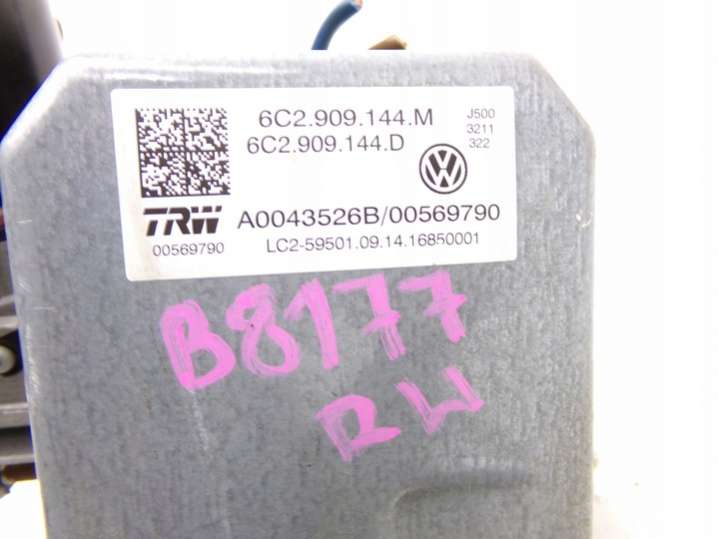 6C2.909.144.M
6C2.909.144.D
J500
3211
322
TRW
00569790
A0043526B/00569790
LC2-59501.09.14.16850001
B8177
RW